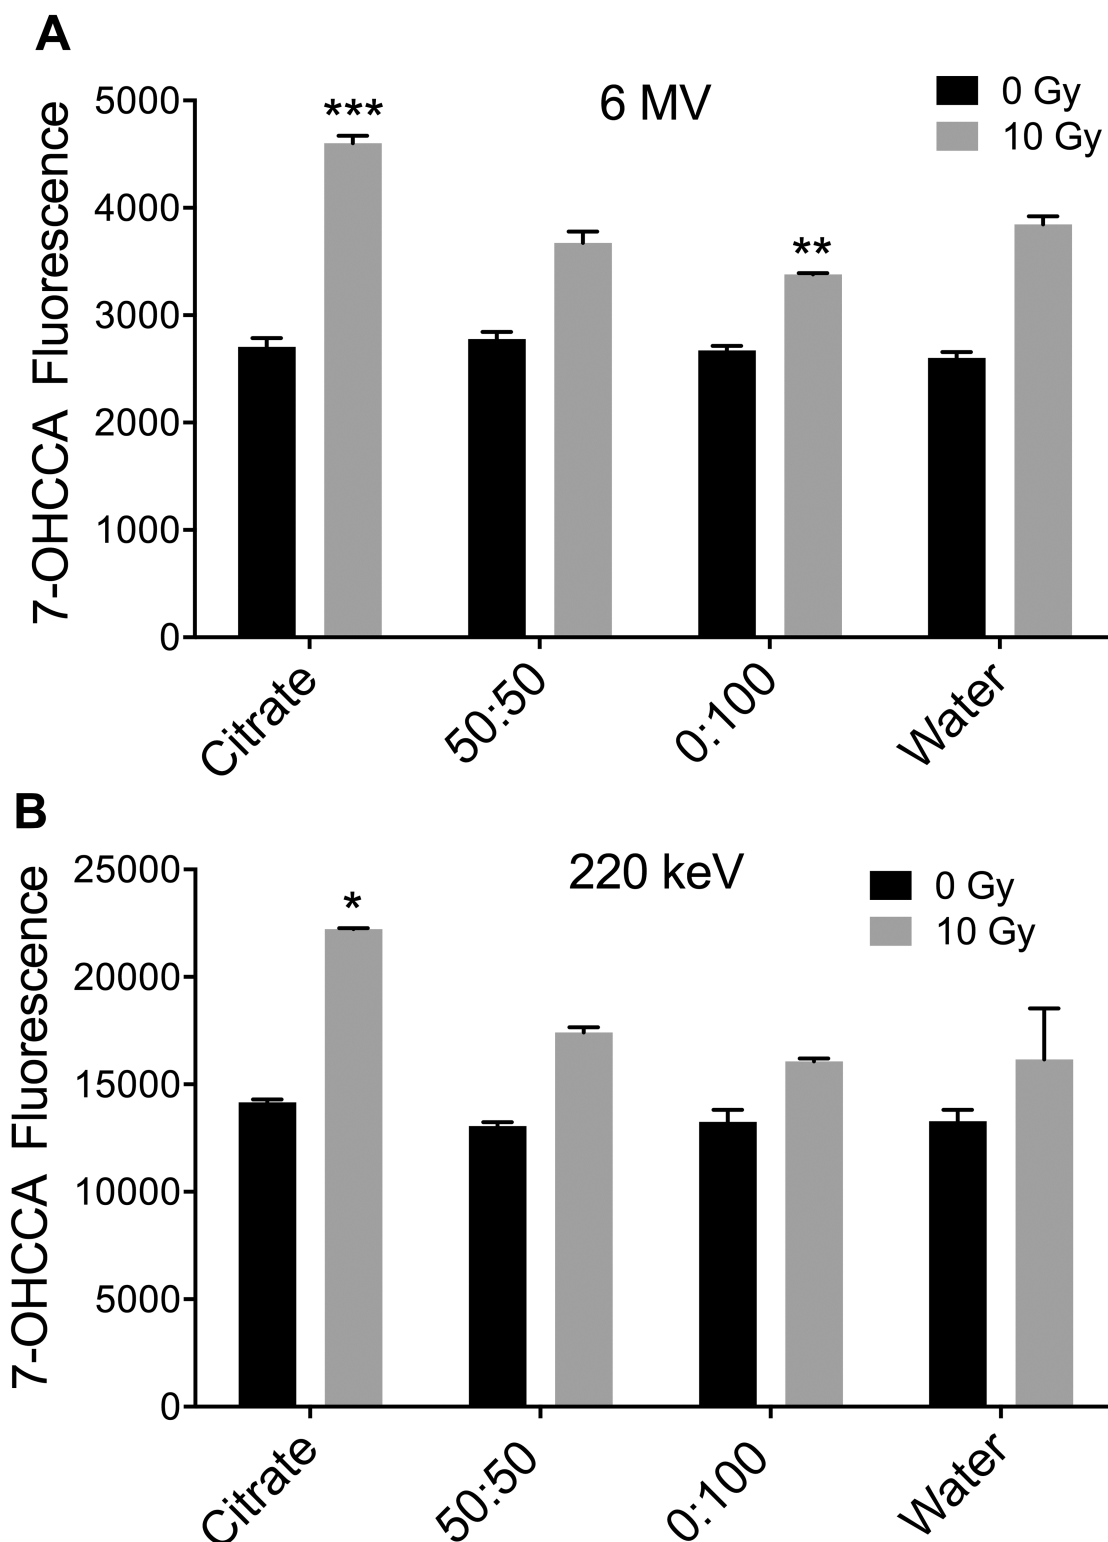 A
6 MV
0 Gy
10 Gy
7-OHCCA Fluorescence
5000
4000
3000
2000
1000
0
***
**
Citrate
50:50
0:100
Water
B
220 keV
0 Gy
10 Gy
7-OHCCA Fluorescence
25000
20000
15000
10000
5000
0
*
Citrate
50:50
0:100
Water